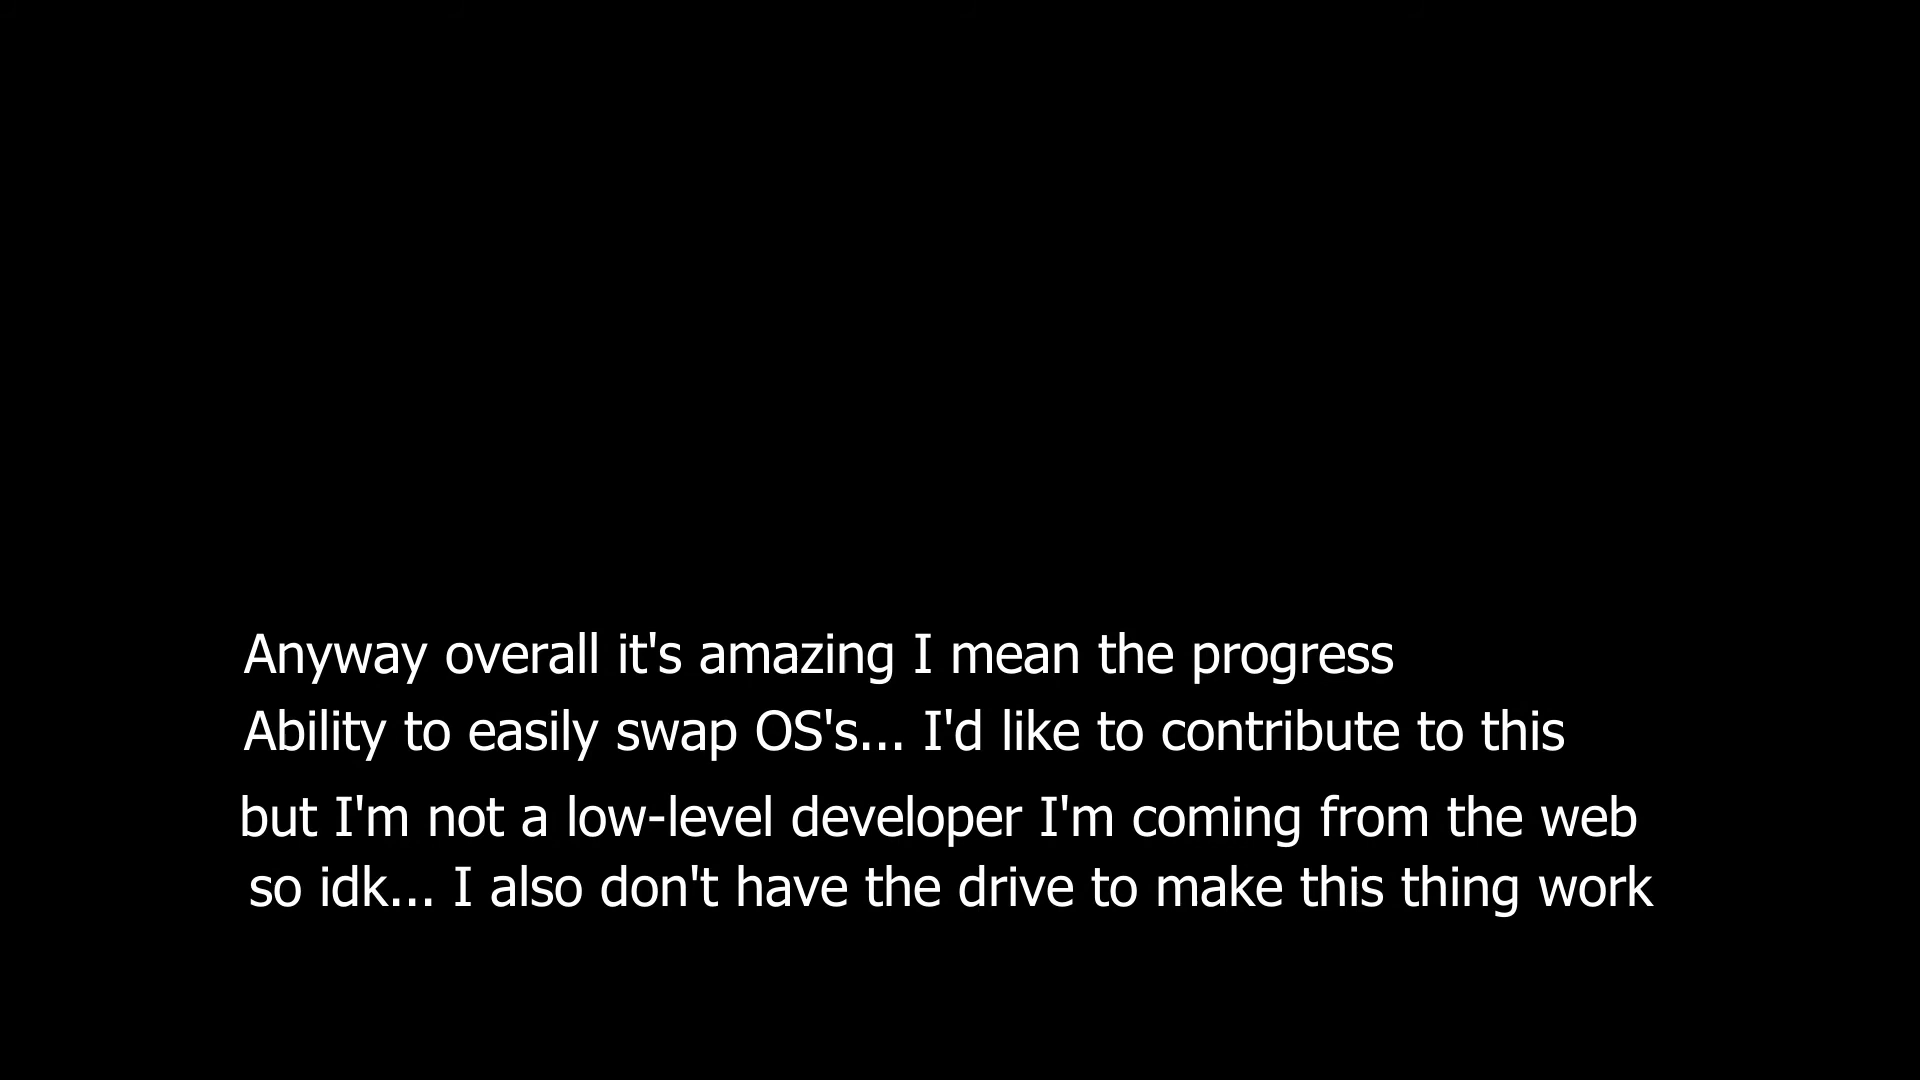 Anyway overall it's amazing I mean the progress
Ability to easily swap OS's... I'd like to contribute to this
but I'm not a low-level developer I'm coming from the web
so idk... I also don't have the drive to make this thing work